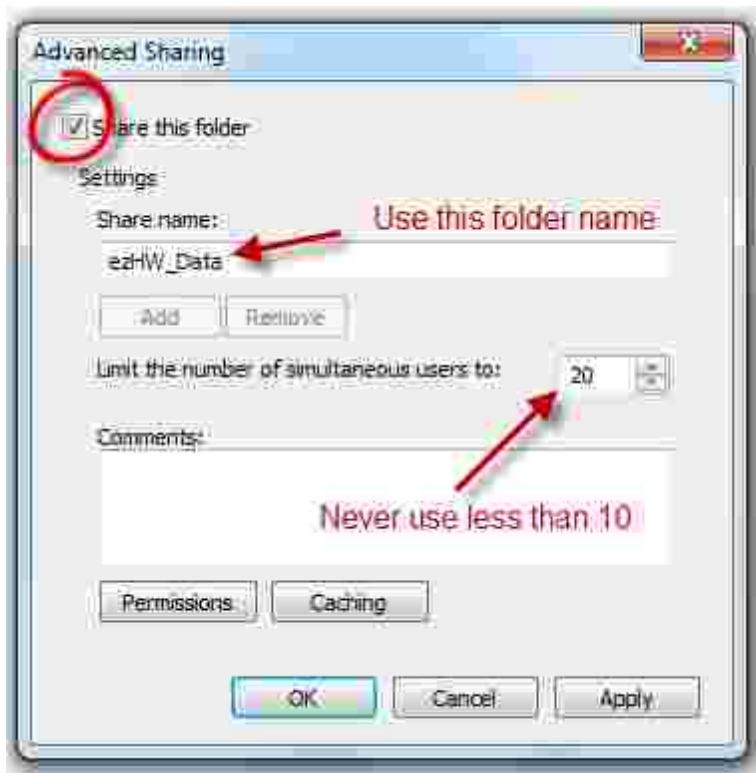 Advanced Sharing
Share this folder
Settings
Share name:
Use this folder name
ezHW_Data
Add Remove
Limit the number of simultaneous users to:
20
Comments:
Never use less than 10
Permissions Caching
OK Cancel Apply